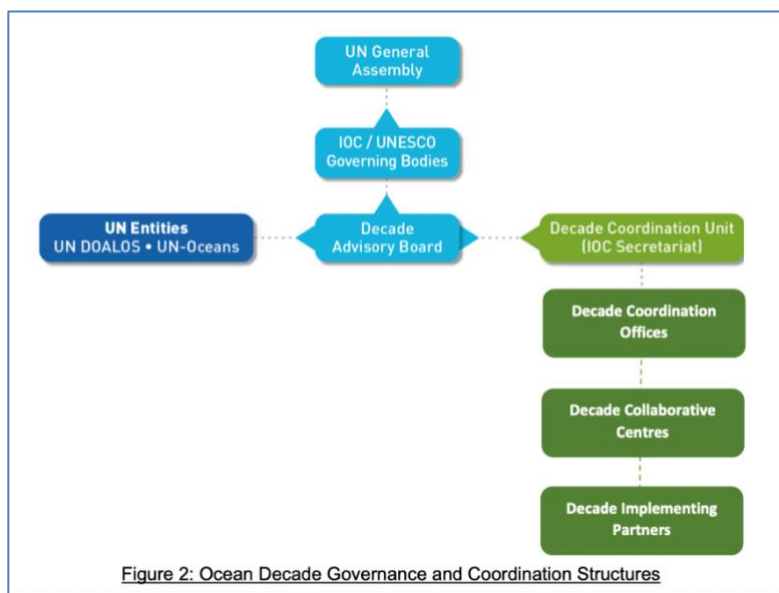 UN General
Assembly
IOC / UNESCO
Governing Bodies
UN Entities
UN DOALOS • UN-Oceans
Decade
Advisory Board
Decade Coordination Unit
(IOC Secretariat)
Decade Coordination
Offices
Decade Collaborative
Centres
Decade Implementing
Partners
Figure 2: Ocean Decade Governance and Coordination Structures